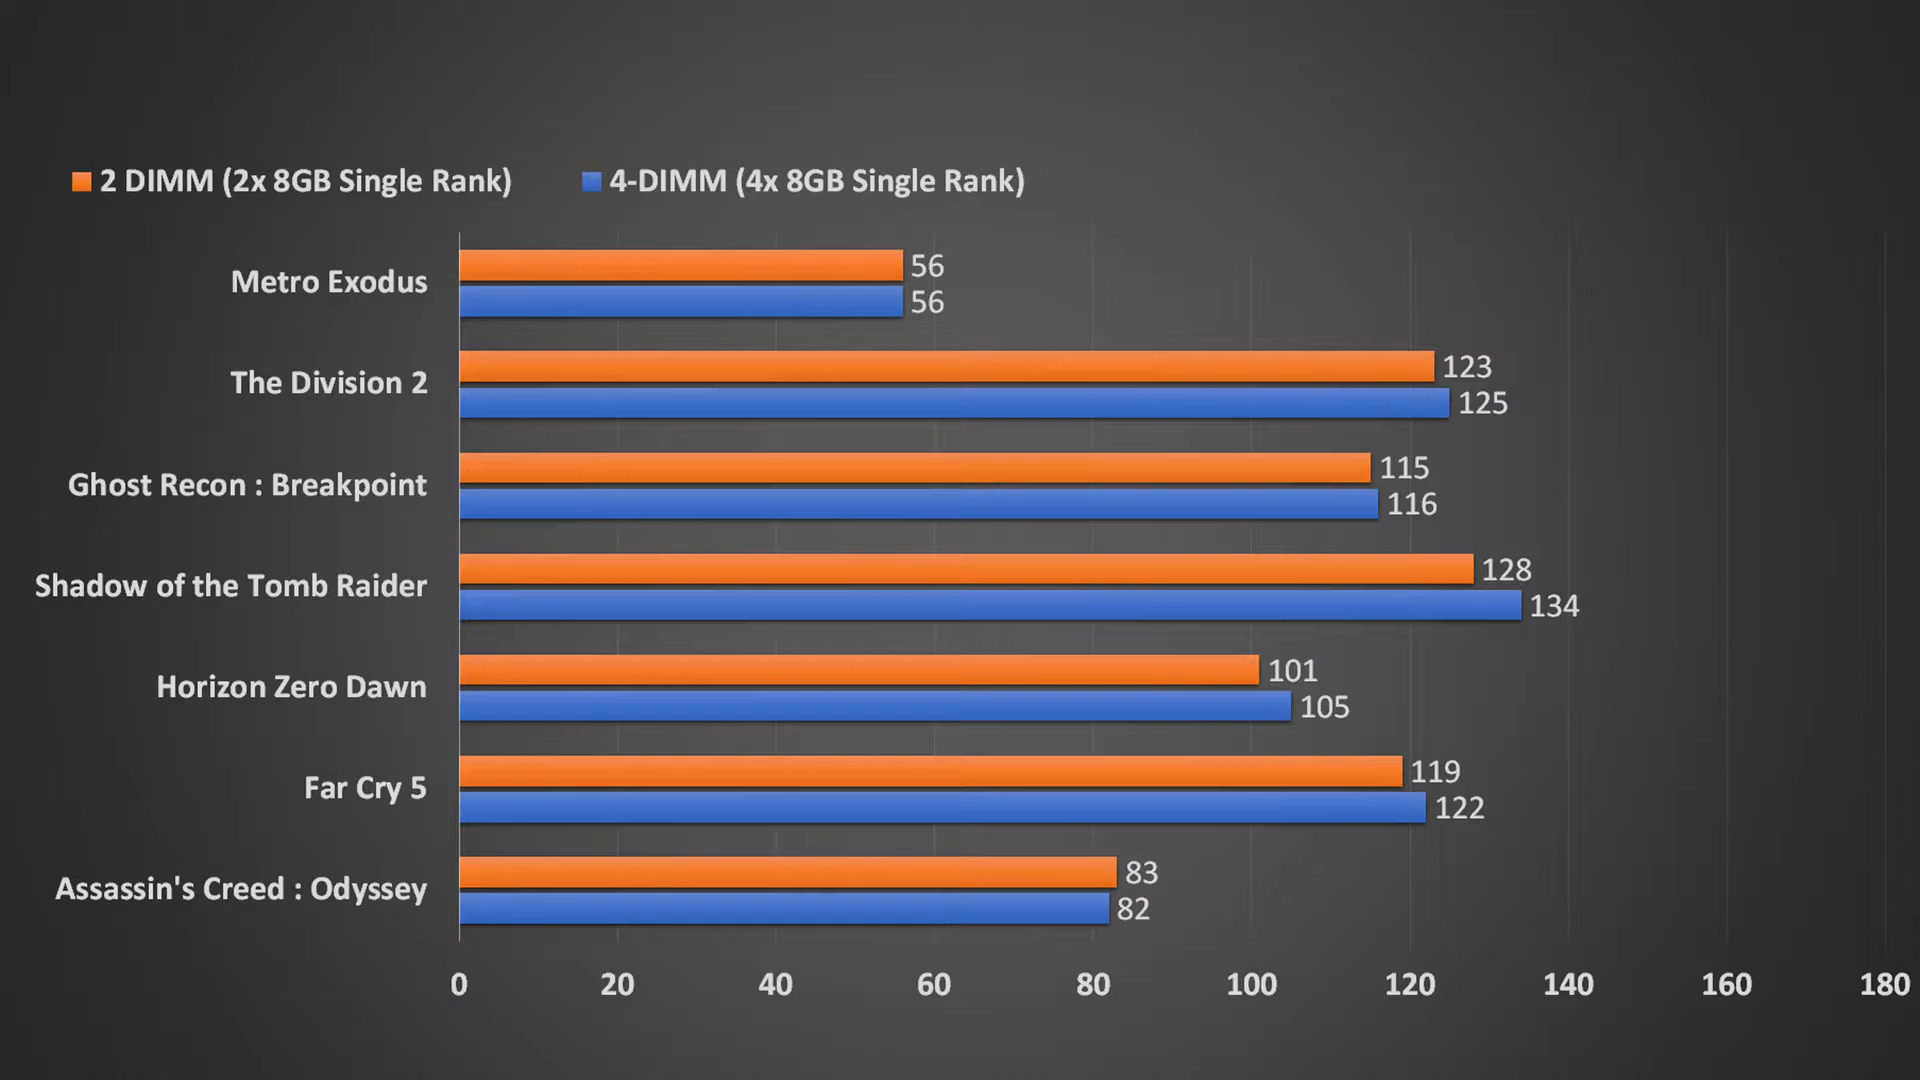 2 DIMM (2x 8GB Single Rank) 4-DIMM (4x 8GB Single Rank)
Metro Exodus 56
56
The Division 2 123
125
Ghost Recon : Breakpoint 115
116
Shadow of the Tomb Raider 128
134
Horizon Zero Dawn 101
105
Far Cry 5 119
122
Assassin's Creed : Odyssey 83
82
0 20 40 60 80 100 120 140 160 180